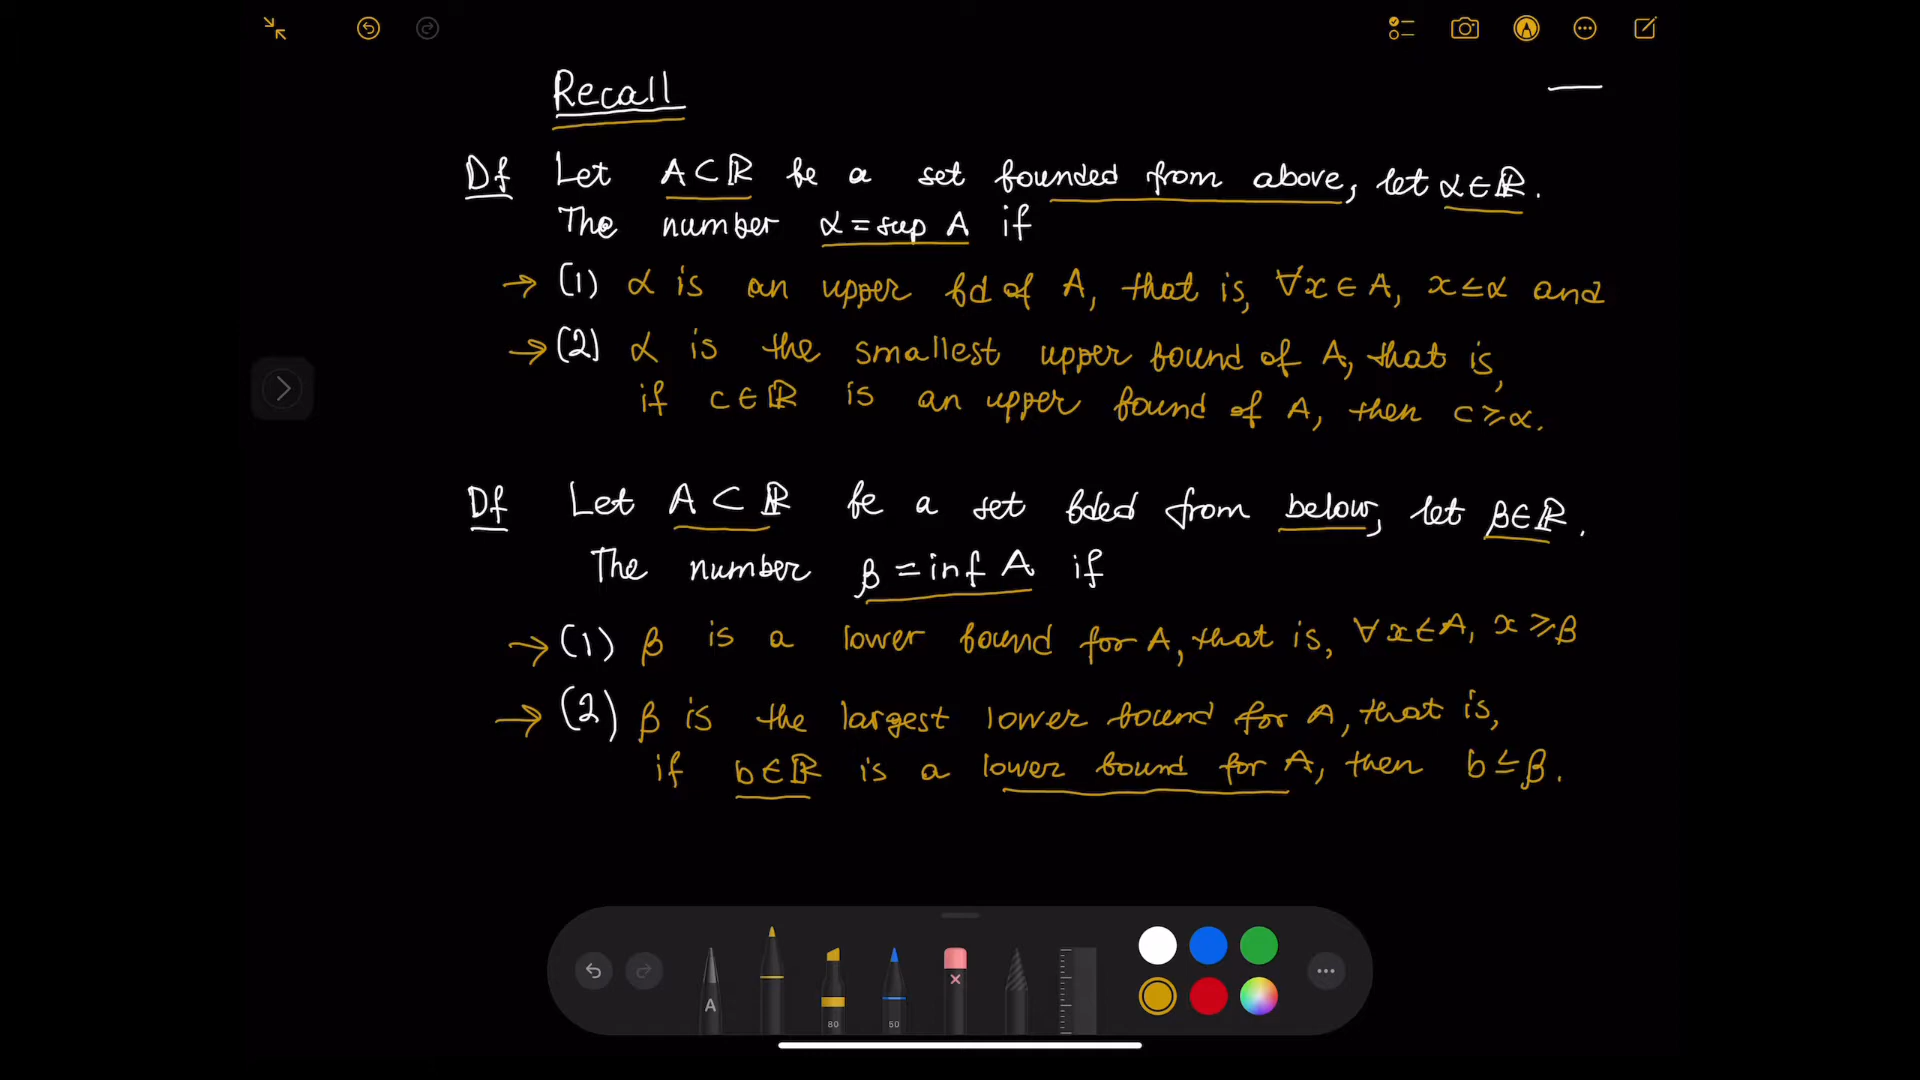 Recall
Df Let A ⊂ ℝ be a set bounded from above, let α ∈ ℝ.
The number α = sup A if
→ (1) α is an upper bd of A, that is, ∀x ∈ A, x ≤ α and
→ (2) α is the smallest upper bound of A, that is,
if c ∈ ℝ is an upper bound of A, then c ⩾ α.
Df Let A ⊂ ℝ be a set bded from below, let β ∈ ℝ.
The number β = inf A if
→ (1) β is a lower bound for A, that is, ∀x ∈ A, x ⩾ β
→ (2) β is the largest lower bound for A, that is,
if b ∈ ℝ is a lower bound for A, then b ≤ β.
A
80
50